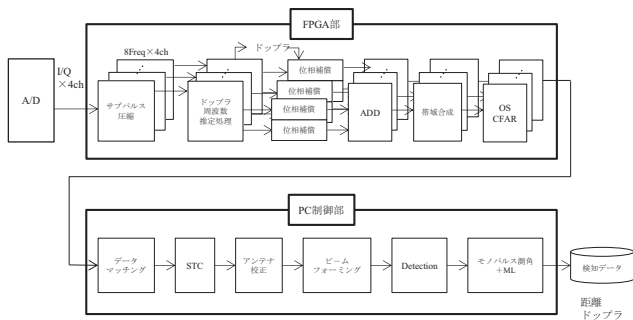 FPGA部
8Freq×4ch
ドップラ
I/Q
×4ch
A/D
サブパルス
圧縮
ドップラ
周波数
推定処理
位相補償
位相補償
位相補償
位相補償
ADD
帯域合成
OS
CFAR
PC制御部
データ
マッチング
STC
アンテナ
校正
ビーム
フォーミング
Detection
モノパルス測角
+ML
検知データ
距離
ドップラ